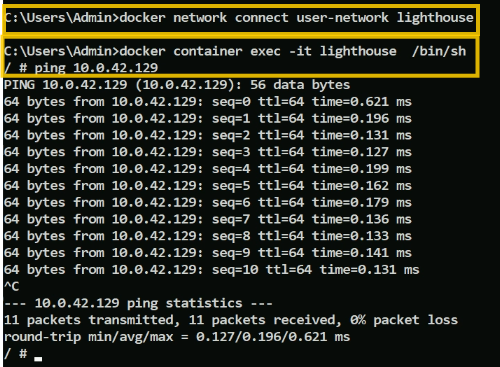 C:\Users\Admin>docker network connect user-network lighthouse
C:\Users\Admin>docker container exec -it lighthouse  /bin/sh
/ # ping 10.0.42.129
PING 10.0.42.129 (10.0.42.129): 56 data bytes
64 bytes from 10.0.42.129: seq=0 ttl=64 time=0.621 ms
64 bytes from 10.0.42.129: seq=1 ttl=64 time=0.196 ms
64 bytes from 10.0.42.129: seq=2 ttl=64 time=0.131 ms
64 bytes from 10.0.42.129: seq=3 ttl=64 time=0.127 ms
64 bytes from 10.0.42.129: seq=4 ttl=64 time=0.199 ms
64 bytes from 10.0.42.129: seq=5 ttl=64 time=0.162 ms
64 bytes from 10.0.42.129: seq=6 ttl=64 time=0.179 ms
64 bytes from 10.0.42.129: seq=7 ttl=64 time=0.136 ms
64 bytes from 10.0.42.129: seq=8 ttl=64 time=0.133 ms
64 bytes from 10.0.42.129: seq=9 ttl=64 time=0.141 ms
64 bytes from 10.0.42.129: seq=10 ttl=64 time=0.131 ms
^C
--- 10.0.42.129 ping statistics ---
11 packets transmitted, 11 packets received, 0% packet loss
round-trip min/avg/max = 0.127/0.196/0.621 ms
/ #